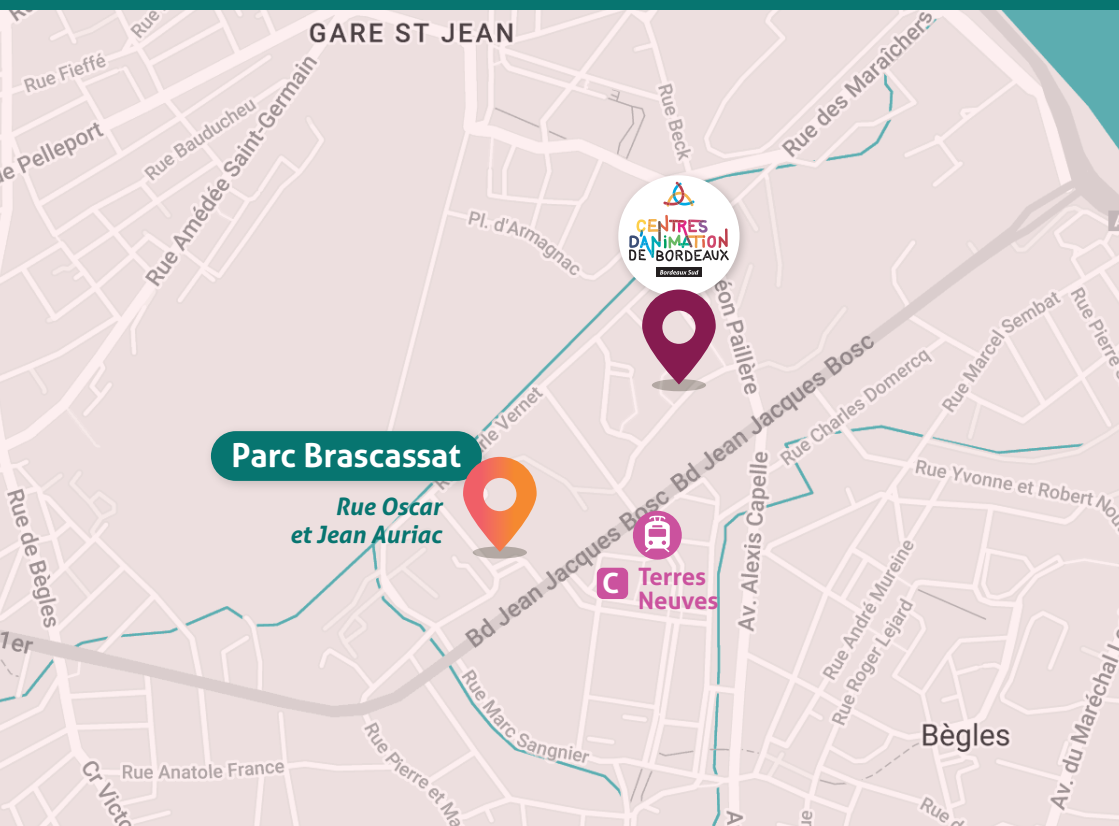 GARE ST JEAN
Rue Fieffé
Rue Bauducheu
Rue Amédée Saint-Germain
Pelleport
Rue Beck
Rue des Maraîchers
Pl. d'Armagnac
CENTRES
D'ANIMATION
DE BORDEAUX
Bordeaux Sud
Paillère
Rue Marcel Sembat
Rue Pierre
Rue Charles Domercq
Bd Jean Jacques Bosc
Bd Jean Jacques Bosc
Vernet
Parc Brascassat
Rue Oscar
et Jean Auriac
C
Terres
Neuves
Av. Alexis Capelle
Rue Yvonne et Robert
Rue de Bègles
1er
Rue André Mureine
Rue Roger Lejard
Rue Marc Sangnier
Bègles
Av. du Maréchal
Rue Anatole France
Rue Pierre et
Cr
Rue